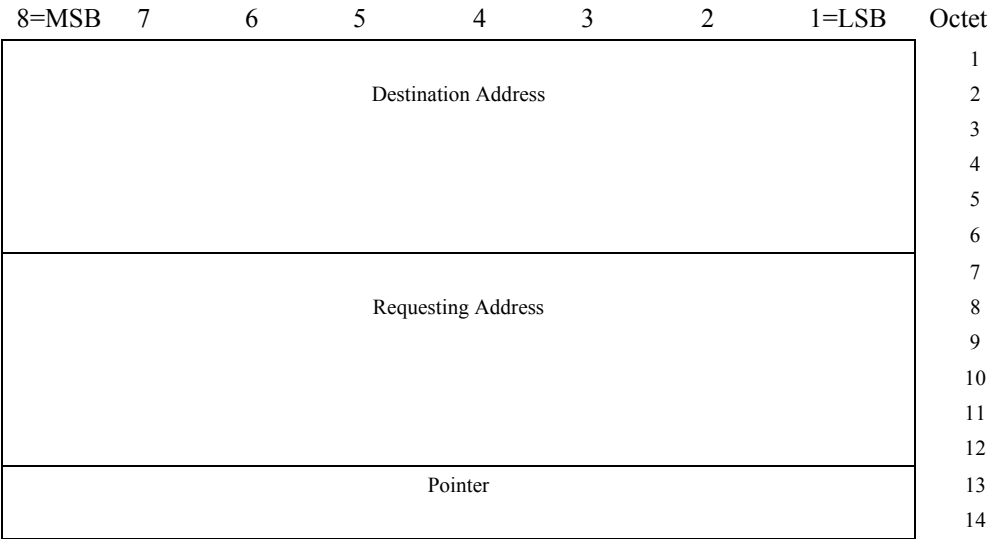 8=MSB 7 6 5 4 3 2 1=LSB Octet
1
Destination Address 2
3
4
5
6
7
Requesting Address 8
9
10
11
12
Pointer 13
14